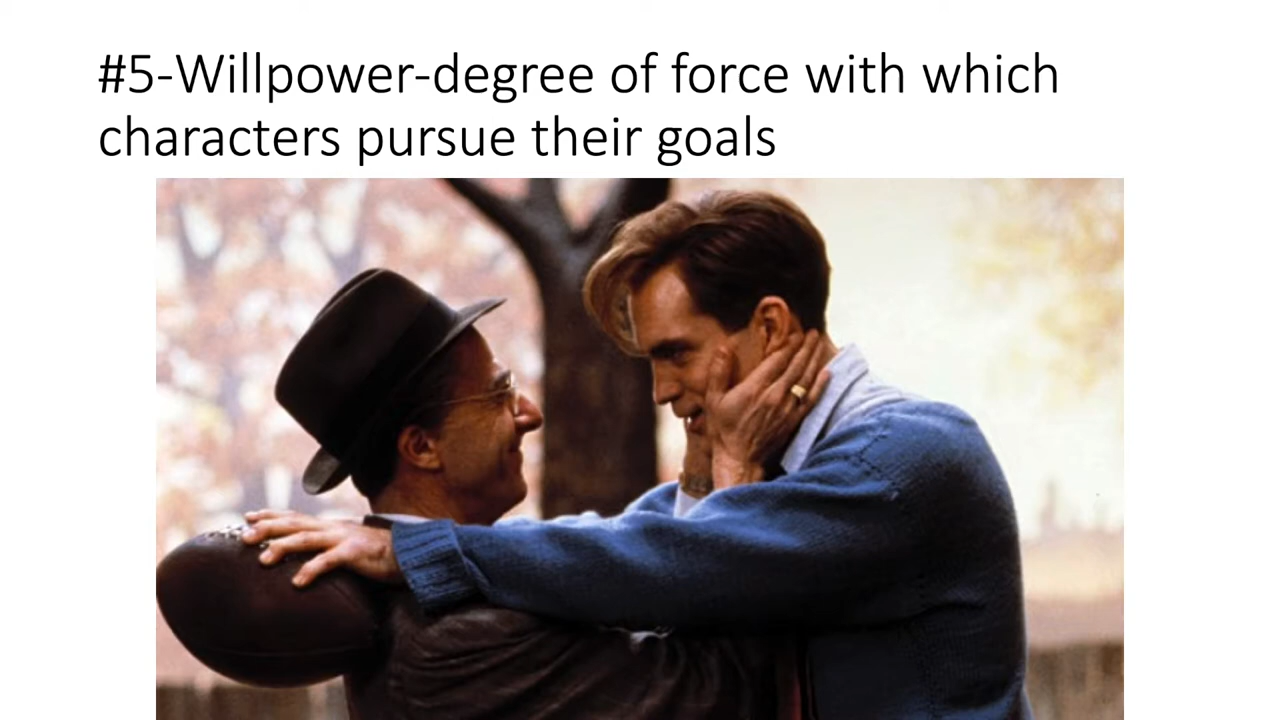 #5-Willpower-degree of force with which
characters pursue their goals